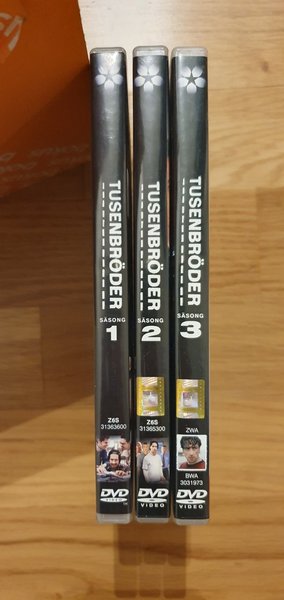 TUSENBRÖDER
SÄSONG
1
Z6S
31363600
DVD
VIDEO
TUSENBRÖDER
SÄSONG
2
Z6S
31365300
DVD
VIDEO
TUSENBRÖDER
SÄSONG
3
ZWA
BWA
3031973
DVD
VIDEO